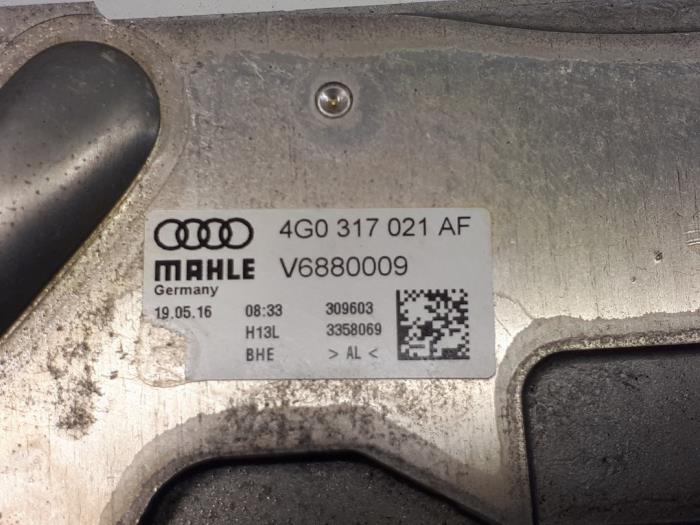 4G0 317 021 AF
MAHLE V6880009
Germany
19.05.16 08:33 309603
H13L 3358069
BHE > AL <